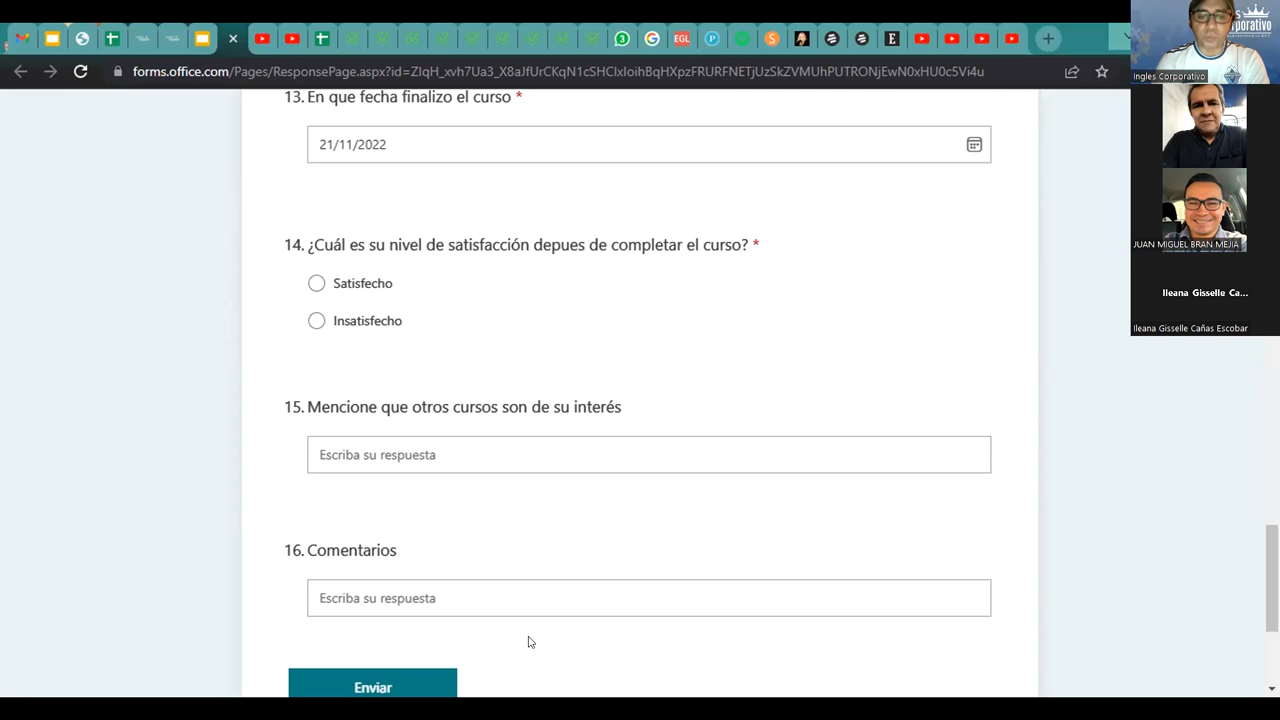 forms.office.com/Pages/ResponsePage.aspx?id=ZIqH_xvh7Ua3_X8aJfUrCKqN1cSHClxIoihBqHXpzFRURFNETjUzSkZVMUhPUTRONjEwN0xHU0c5Vi4u
13. En que fecha finalizo el curso *
21/11/2022
14. ¿Cuál es su nivel de satisfacción depues de completar el curso? *
Satisfecho
Insatisfecho
15. Mencione que otros cursos son de su interés
Escriba su respuesta
16. Comentarios
Escriba su respuesta
Enviar
Ingles Corporativo
JUAN MIGUEL BRAN MEJIA
Ileana Gisselle Ca...
Ileana Gisselle Cañas Escobar
EGL
3